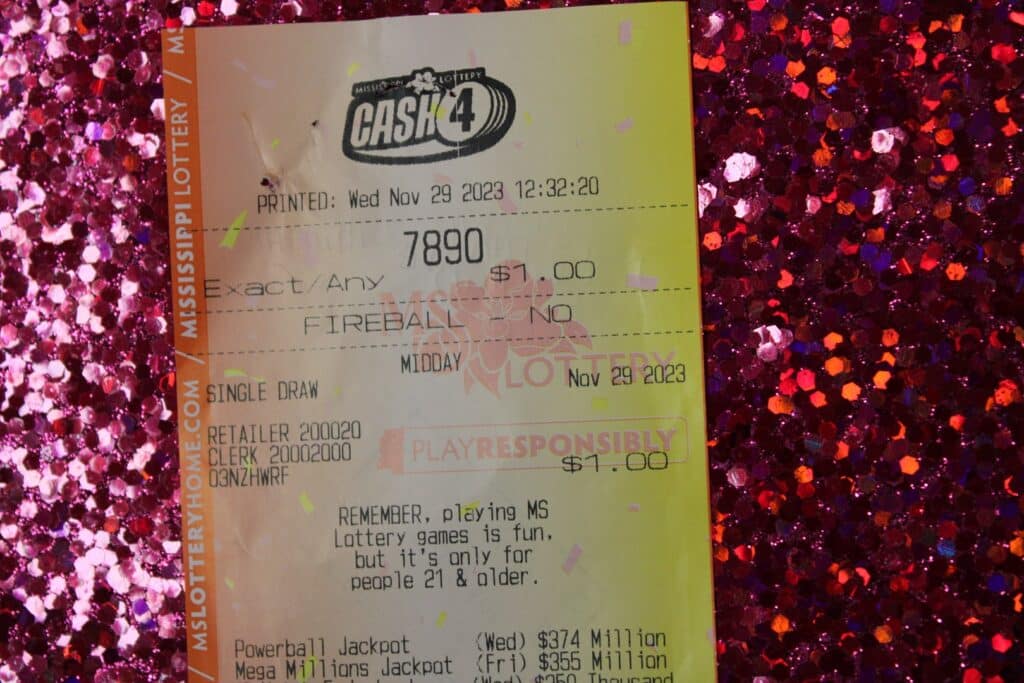 MISSISSIPPI LOTTERY
CASH 4
PRINTED: Wed Nov 29 2023 12:32:20
7890
Exact/Any $1.00
FIREBALL - NO
MS LOTTERY
MIDDAY
SINGLE DRAW Nov 29 2023
RETAILER 200020
CLERK 20002000
03NZHWRF
PLAYRESPONSIBLY
$1.00
REMEMBER, playing MS
Lottery games is fun,
but it's only for
people 21 & older.
Powerball Jackpot (Wed) $374 Million
Mega Millions Jackpot (Fri) $355 Million
(Wed) $250 Thousand
/ MSLOTTERYHOME.COM / MISSISSIPPI LOTTERY / MS